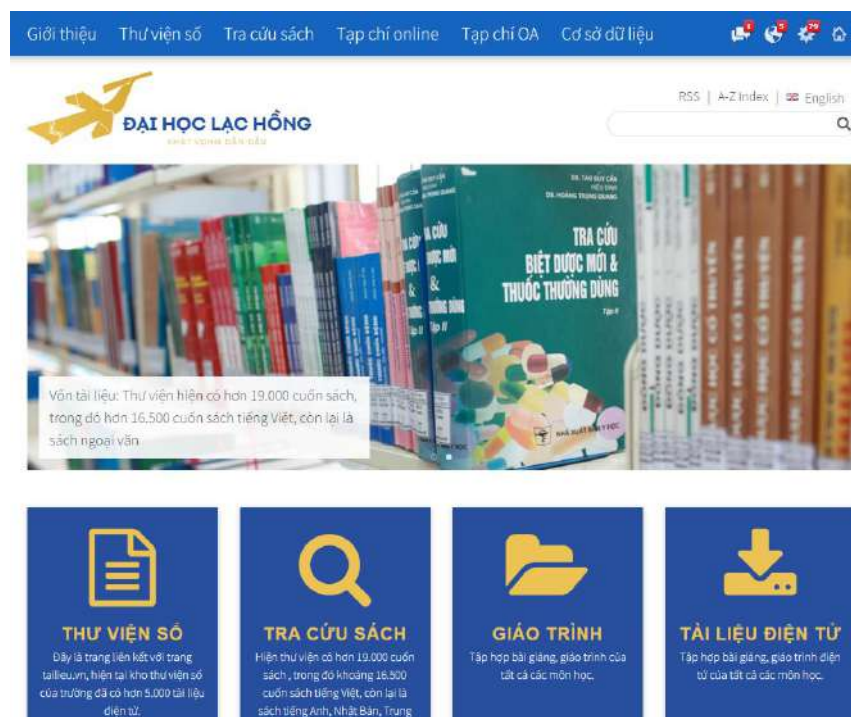 Giới thiệu Thư viện số Tra cứu sách Tạp chí online Tạp chí OA Cơ sở dữ liệu
RSS | A-Z Index | English
ĐẠI HỌC LẠC HỒNG
TRA CỨU
BIỆT DƯỢC MỚI &
THUỐC THƯỜNG DÙNG
Tập II
NHÀ XUẤT BẢN Y HỌC
Vốn tài liệu: Thư viện hiện có hơn 19.000 cuốn sách,
trong đó hơn 16.500 cuốn sách tiếng Việt, còn lại là
sách ngoại văn
THƯ VIỆN SỐ
Đây là trang liên kết với trang
tailieu.vn, hiện tại kho thư viện số
của trường đã có hơn 5.000 tài liệu
điện tử.
TRA CỨU SÁCH
Hiện thư viện có hơn 19.000 cuốn
sách , trong đó khoảng 16.500
cuốn sách tiếng Việt, còn lại là
sách tiếng Anh, Nhật Bản, Trung
GIÁO TRÌNH
Tập hợp bài giảng, giáo trình của
tất cả các môn học.
TÀI LIỆU ĐIỆN TỬ
Tập hợp bài giảng, giáo trình điện
tử của tất cả các môn học.